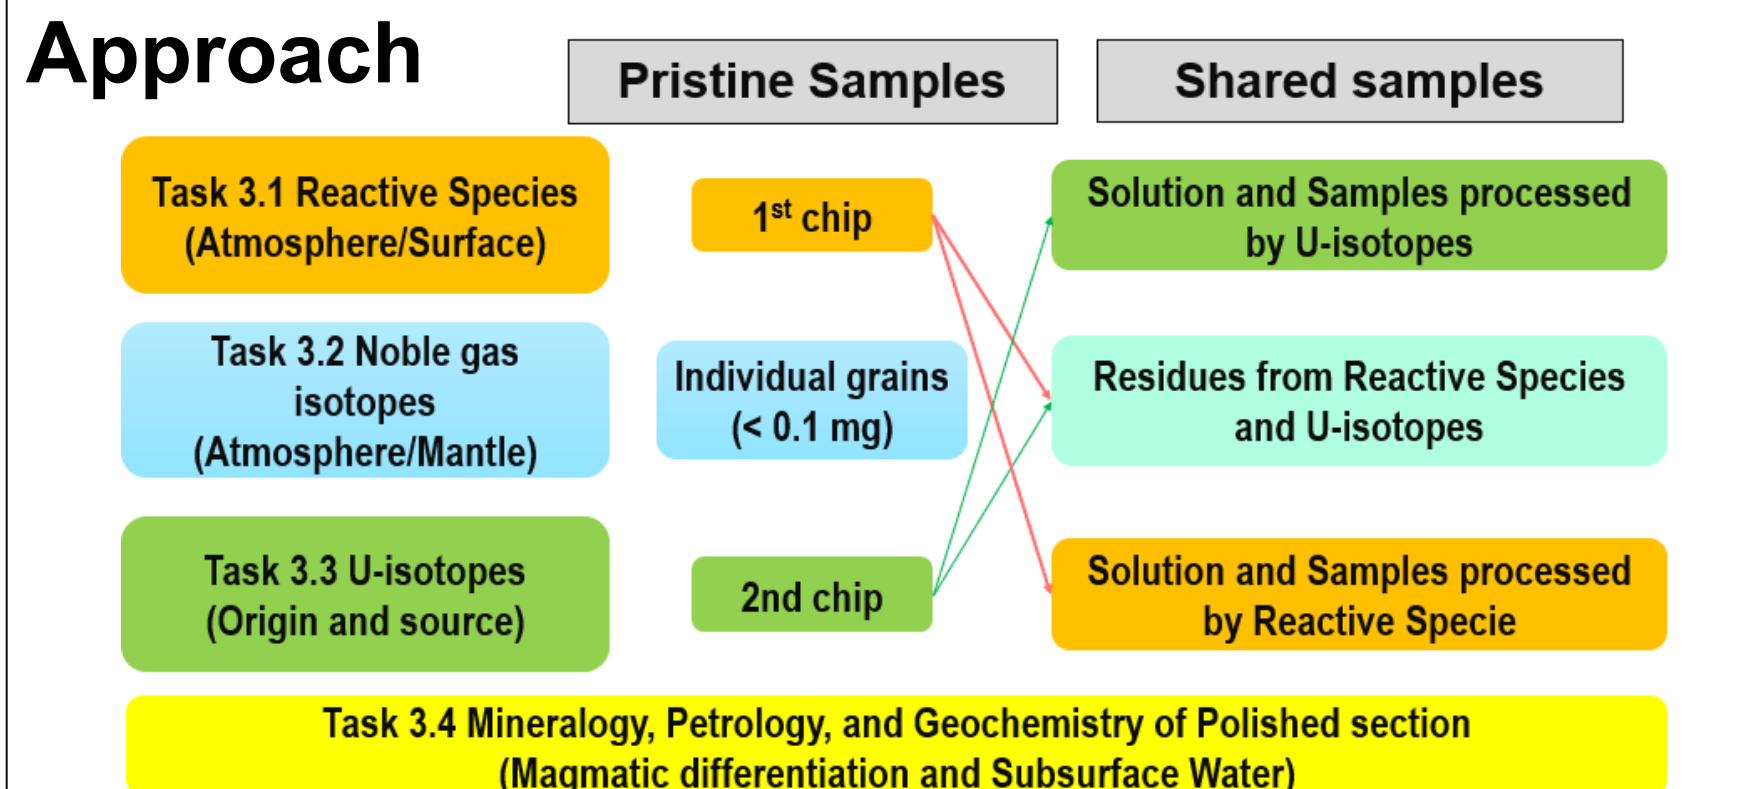 Approach
Pristine Samples
Shared samples
Task 3.1 Reactive Species
(Atmosphere/Surface)
1st chip
Solution and Samples processed
by U-isotopes
Task 3.2 Noble gas
isotopes
(Atmosphere/Mantle)
Individual grains
(< 0.1 mg)
Residues from Reactive Species
and U-isotopes
Task 3.3 U-isotopes
(Origin and source)
2nd chip
Solution and Samples processed
by Reactive Specie
Task 3.4 Mineralogy, Petrology, and Geochemistry of Polished section
(Magmatic differentiation and Subsurface Water)